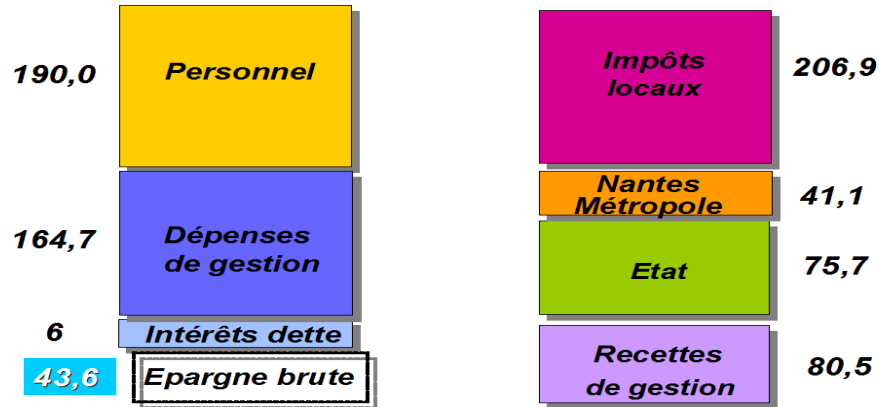 190,0
Personnel
164,7
Dépenses
de gestion
6
Intérêts dette
43,6
Epargne brute
Impôts
locaux
206,9
Nantes
Métropole
41,1
Etat
75,7
Recettes
de gestion
80,5